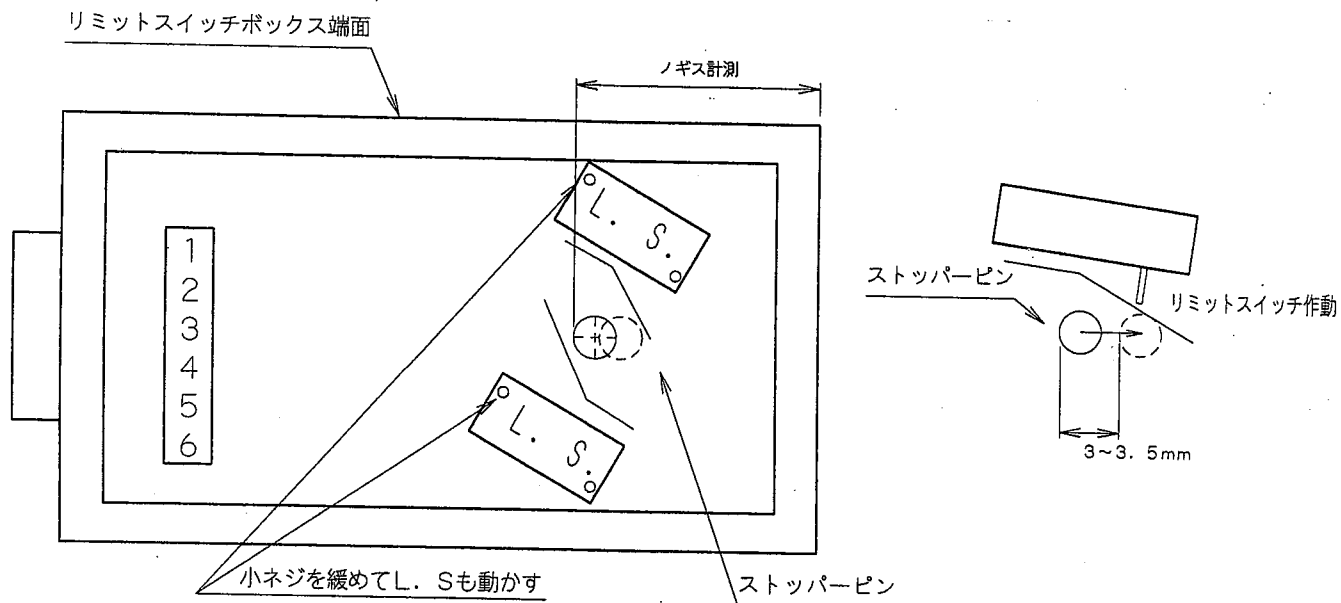 リミットスイッチボックス端面
ノギス計測
L. S.
1
2
3
4
5
6
L. S.
小ネジを緩めてL. Sも動かす
ストッパーピン
ストッパーピン
リミットスイッチ作動
3~3. 5mm